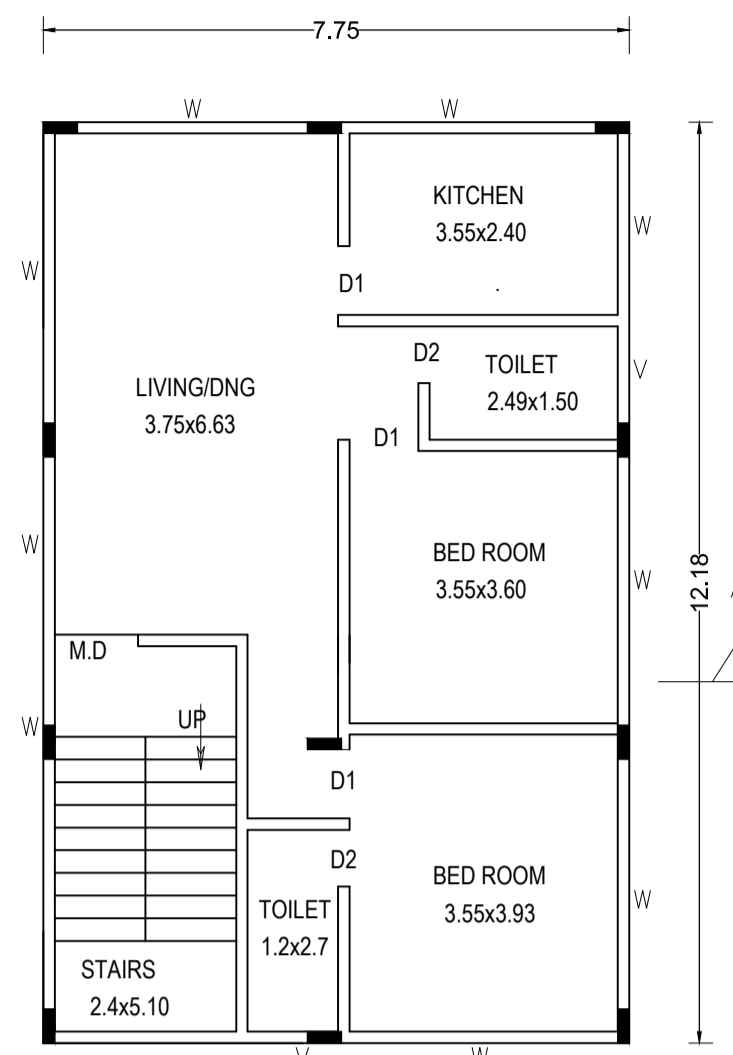 7.75
W
W
KITCHEN
3.55x2.40
W
W
D1
D2
TOILET
2.49x1.50
V
LIVING/DNG
3.75x6.63
D1
W
BED ROOM
3.55x3.60
W
12.18
M.D
UP
W
D1
D2
BED ROOM
3.55x3.93
W
TOILET
1.2x2.7
STAIRS
2.4x5.10
V
W